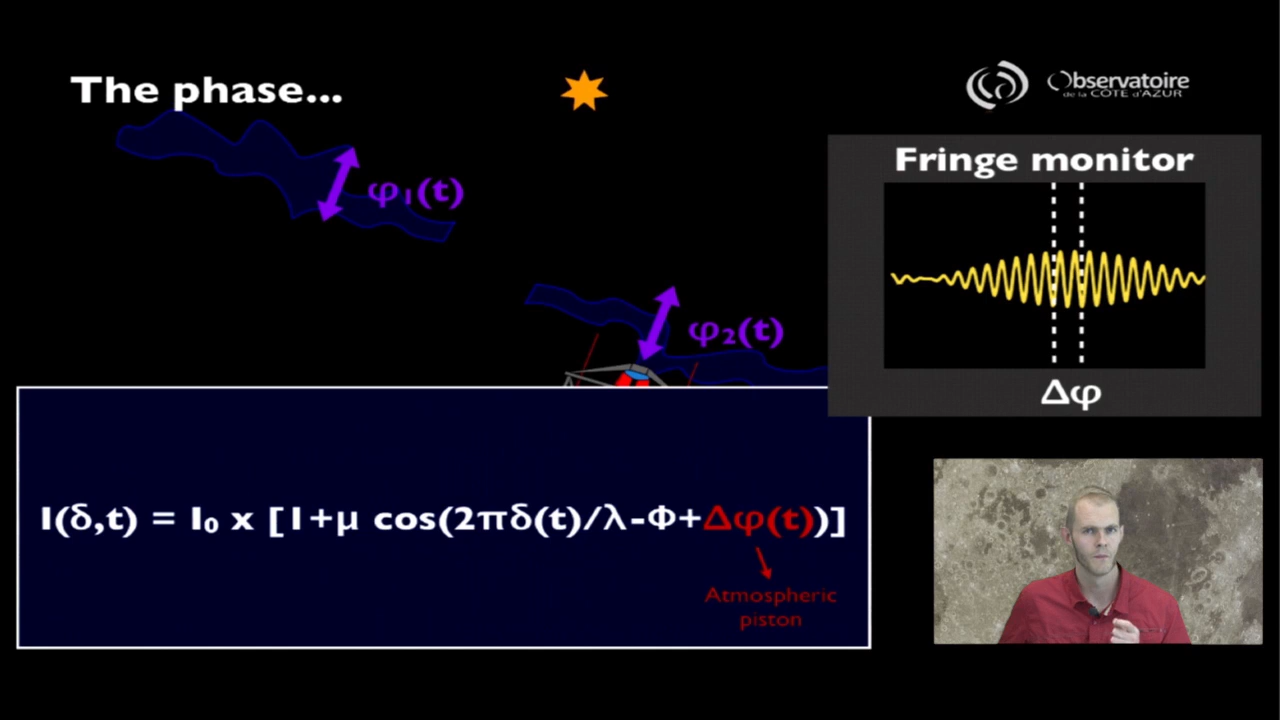 The phase...
Observatoire
de la CÔTE d'AZUR
Fringe monitor
φ₁(t)
φ₂(t)
Δφ
I(δ,t) = I₀ x [1+μ cos(2πδ(t)/λ-Φ+Δφ(t))]
Atmospheric
piston